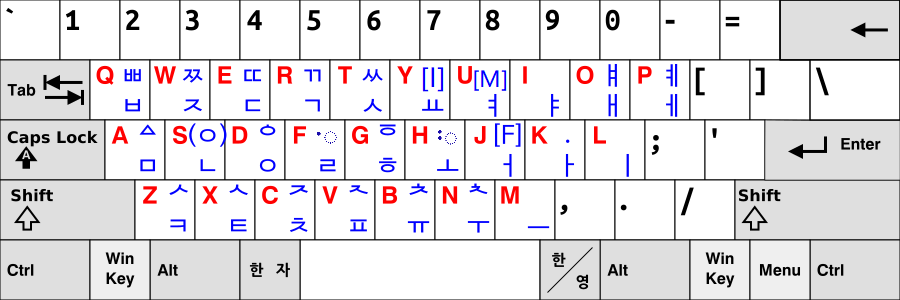 ` 1 2 3 4 5 6 7 8 9 0 - =
Tab Q ㅃ W ㅉ E ㄸ R ㄲ T ㅆ Y [l] U [M] I O ㅒ P ㅖ [ ] \
ㅂ ㅈ ㄷ ㄱ ㅅ ㅛ ㅕ ㅑ ㅐ ㅔ
Caps Lock A ㅿ S (ㅇ) D ㆆ F 〮 G ᅙ H 〯 J [F] K . L ; ' Enter
A ㅁ ㄴ ㅇ ㄹ ㅎ ㅗ ㅓ ㅏ ㅣ
Shift Z ᄼ X ᄾ C ᅎ V ᅐ B ᅔ N ᅕ M , . / Shift
ㅋ ㅌ ㅊ ㅍ ㅠ ㅜ ㅡ
Ctrl Win Key Alt 한 자 한/영 Alt Win Key Menu Ctrl